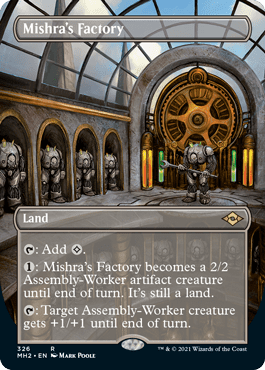 Mishra's Factory
Land
: Add .
: Mishra's Factory becomes a 2/2
Assembly-Worker artifact creature
until end of turn. It's still a land.
: Target Assembly-Worker creature
gets +1/+1 until end of turn.
326 R
MH2 • EN MARK POOLE
™ & © 2021 Wizards of the Coast